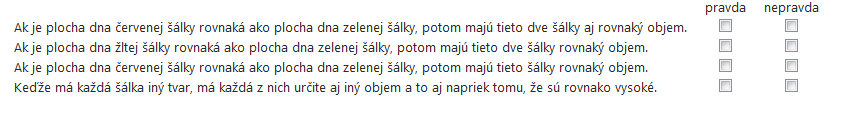 pravda nepravda
Ak je plocha dna červenej šálky rovnaká ako plocha dna zelenej šálky, potom majú tieto dve šálky aj rovnaký objem.
Ak je plocha dna žltej šálky rovnaká ako plocha dna zelenej šálky, potom majú tieto dve šálky rovnaký objem.
Ak je plocha dna červenej šálky rovnaká ako plocha dna zelenej šálky, potom majú tieto šálky rovnaký objem.
Keďže má každá šálka iný tvar, má každá z nich určite aj iný objem a to aj napriek tomu, že sú rovnako vysoké.